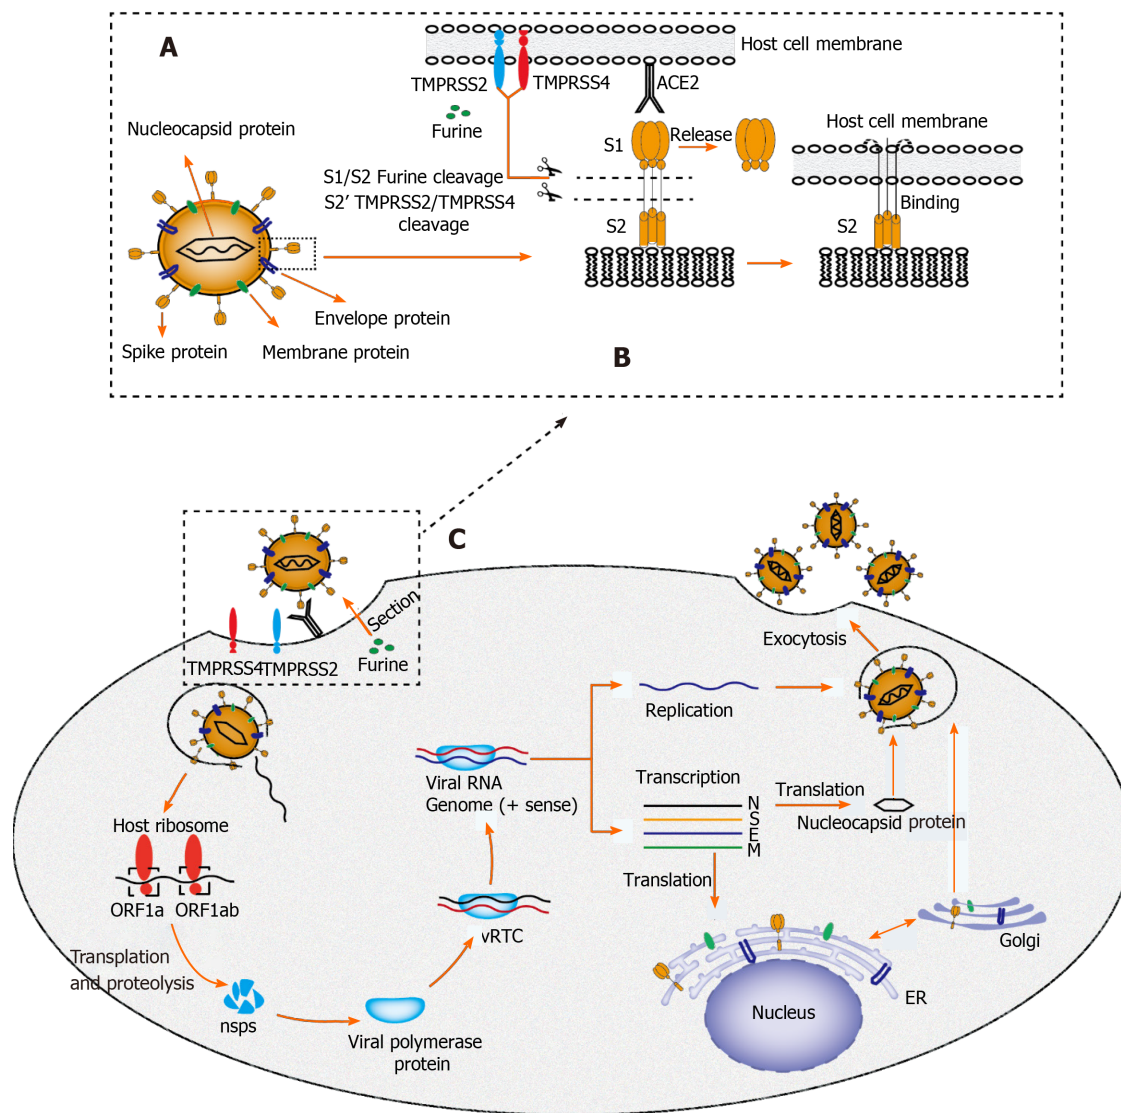 A
Host cell membrane
TMPRSS2
TMPRSS4
ACE2
Furine
Nucleocapsid protein
S1
Release
Host cell membrane
S1/S2 Furine cleavage
S2′ TMPRSS2/TMPRSS4
cleavage
Binding
S2
S2
Envelope protein
Spike protein
Membrane protein
B
C
Section
TMPRSS4
TMPRSS2
Furine
Exocytosis
Replication
Viral RNA
Genome (+ sense)
Transcription
N
S
E
M
Translation
Nucleocapsid protein
Host ribosome
ORF1a
ORF1ab
Translation
vRTC
Golgi
Transplation
and proteolysis
nsps
Viral polymerase
protein
ER
Nucleus